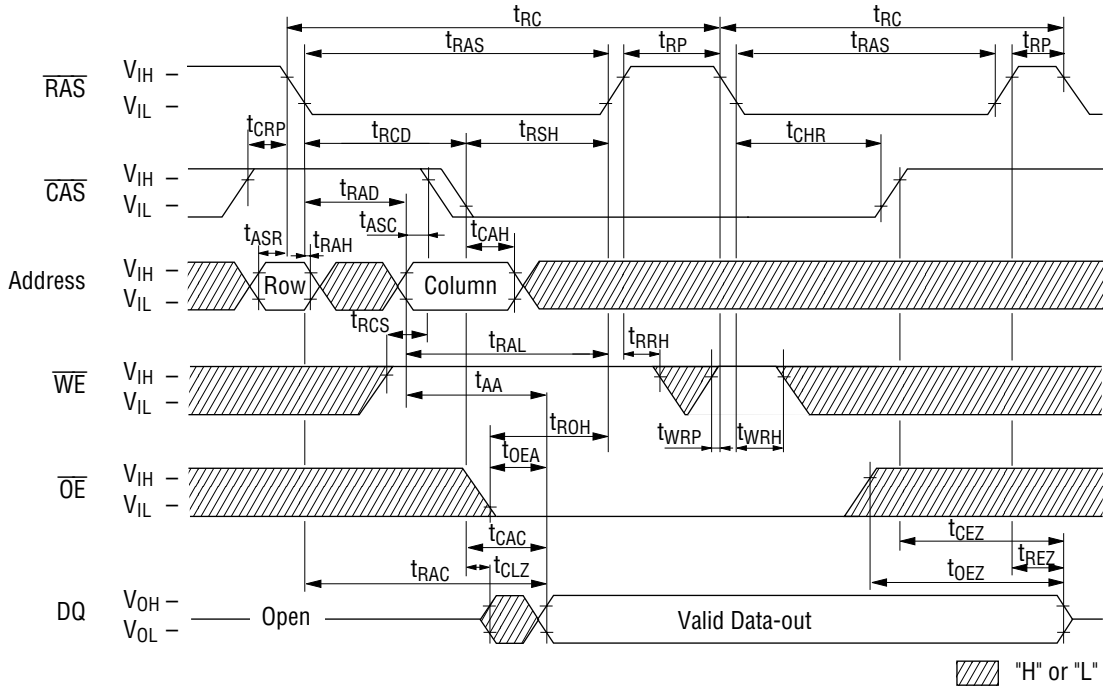 tRC tRC
tRAS tRP tRAS tRP
RAS VIH VIL
tCRP tRCD tRSH tCHR
CAS VIH VIL
tRAD
tASC
tASR tRAH tCAH
Address VIH VIL Row Column
tRCS tRAL tRRH
WE VIH VIL
tAA
tROH tWRP tWRH
tOEA
OE VIH VIL
tCAC tCEZ
tRAC tCLZ tOEZ tREZ
DQ VOH VOL Open Valid Data-out
"H" or "L"